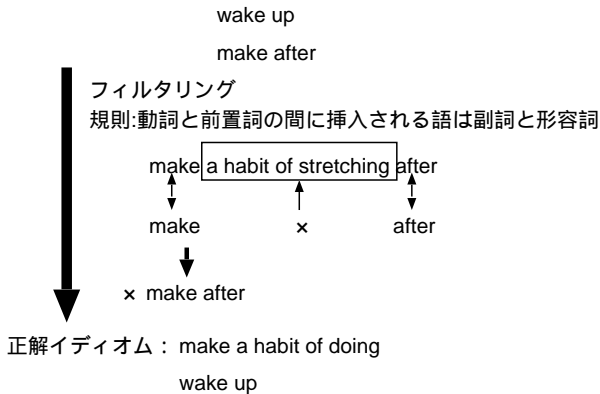 wake up
make after
フィルタリング
規則:動詞と前置詞の間に挿入される語は副詞と形容詞
make a habit of stretching after
make × after
× make after
正解イディオム： make a habit of doing
wake up